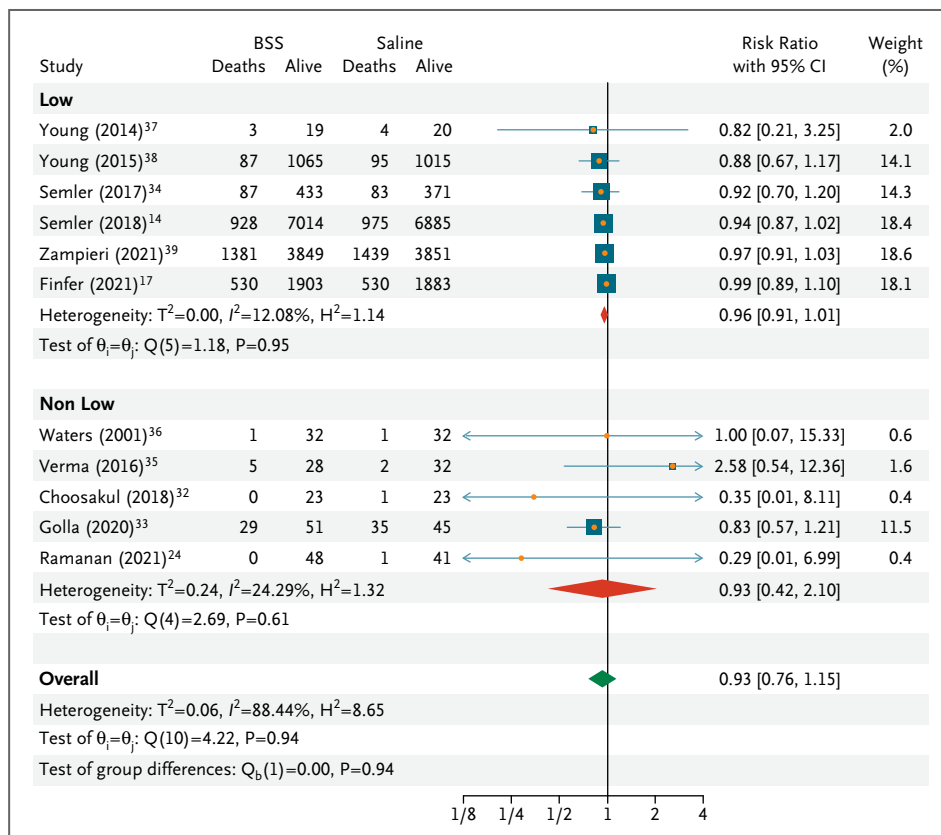 BSS Saline Risk Ratio Weight
Study Deaths Alive Deaths Alive with 95% CI (%)
Low
Young (2014)³⁷ 3 19 4 20 0.82 [0.21, 3.25] 2.0
Young (2015)³⁸ 87 1065 95 1015 0.88 [0.67, 1.17] 14.1
Semler (2017)³⁴ 87 433 83 371 0.92 [0.70, 1.20] 14.3
Semler (2018)¹⁴ 928 7014 975 6885 0.94 [0.87, 1.02] 18.4
Zampieri (2021)³⁹ 1381 3849 1439 3851 0.97 [0.91, 1.03] 18.6
Finfer (2021)¹⁷ 530 1903 530 1883 0.99 [0.89, 1.10] 18.1
Heterogeneity: T²=0.00, I²=12.08%, H²=1.14 0.96 [0.91, 1.01]
Test of θᵢ=θⱼ: Q(5)=1.18, P=0.95
Non Low
Waters (2001)³⁶ 1 32 1 32 1.00 [0.07, 15.33] 0.6
Verma (2016)³⁵ 5 28 2 32 2.58 [0.54, 12.36] 1.6
Choosakul (2018)³² 0 23 1 23 0.35 [0.01, 8.11] 0.4
Golla (2020)³³ 29 51 35 45 0.83 [0.57, 1.21] 11.5
Ramanan (2021)²⁴ 0 48 1 41 0.29 [0.01, 6.99] 0.4
Heterogeneity: T²=0.24, I²=24.29%, H²=1.32 0.93 [0.42, 2.10]
Test of θᵢ=θⱼ: Q(4)=2.69, P=0.61
Overall 0.93 [0.76, 1.15]
Heterogeneity: T²=0.06, I²=88.44%, H²=8.65
Test of θᵢ=θⱼ: Q(10)=4.22, P=0.94
Test of group differences: Q_b(1)=0.00, P=0.94
1/8 1/4 1/2 1 2 4